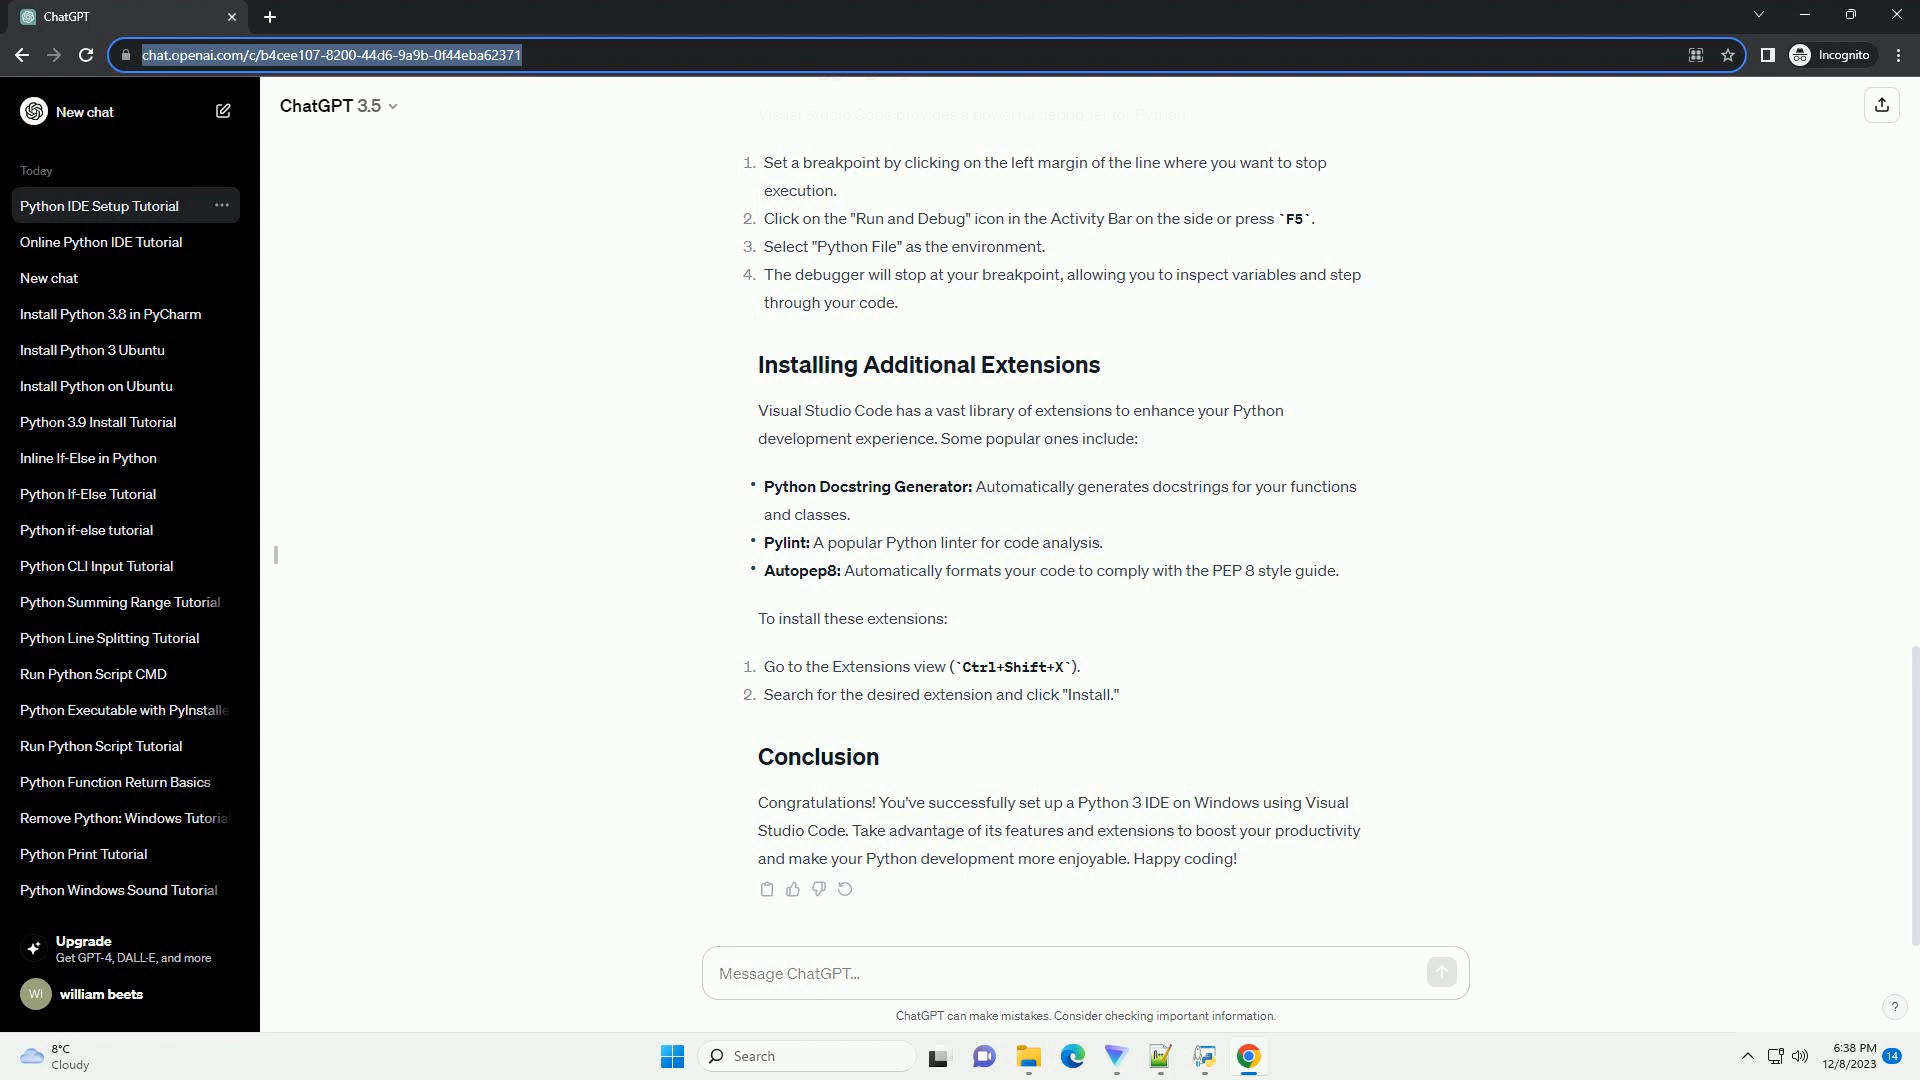 ChatGPT
chat.openai.com/c/b4cee107-8200-44d6-9a9b-0f44eba62371
Incognito
New chat
Today
Python IDE Setup Tutorial
Online Python IDE Tutorial
New chat
Install Python 3.8 in PyCharm
Install Python 3 Ubuntu
Install Python on Ubuntu
Python 3.9 Install Tutorial
Inline If-Else in Python
Python If-Else Tutorial
Python if-else tutorial
Python CLI Input Tutorial
Python Summing Range Tutorial
Python Line Splitting Tutorial
Run Python Script CMD
Python Executable with PyInstalle
Run Python Script Tutorial
Python Function Return Basics
Remove Python: Windows Tutoria
Python Print Tutorial
Python Windows Sound Tutorial
Upgrade
Get GPT-4, DALL·E, and more
WI
william beets
ChatGPT 3.5
Visual Studio Code provides a powerful debugger for Python.
1. Set a breakpoint by clicking on the left margin of the line where you want to stop
execution.
2. Click on the "Run and Debug" icon in the Activity Bar on the side or press `F5`.
3. Select "Python File" as the environment.
4. The debugger will stop at your breakpoint, allowing you to inspect variables and step
through your code.
Installing Additional Extensions
Visual Studio Code has a vast library of extensions to enhance your Python
development experience. Some popular ones include:
• Python Docstring Generator: Automatically generates docstrings for your functions
and classes.
• Pylint: A popular Python linter for code analysis.
• Autopep8: Automatically formats your code to comply with the PEP 8 style guide.
To install these extensions:
1. Go to the Extensions view (`Ctrl+Shift+X`).
2. Search for the desired extension and click "Install."
Conclusion
Congratulations! You've successfully set up a Python 3 IDE on Windows using Visual
Studio Code. Take advantage of its features and extensions to boost your productivity
and make your Python development more enjoyable. Happy coding!
Message ChatGPT...
ChatGPT can make mistakes. Consider checking important information.
?
8°C
Cloudy
Search
6:38 PM
12/8/2023
14